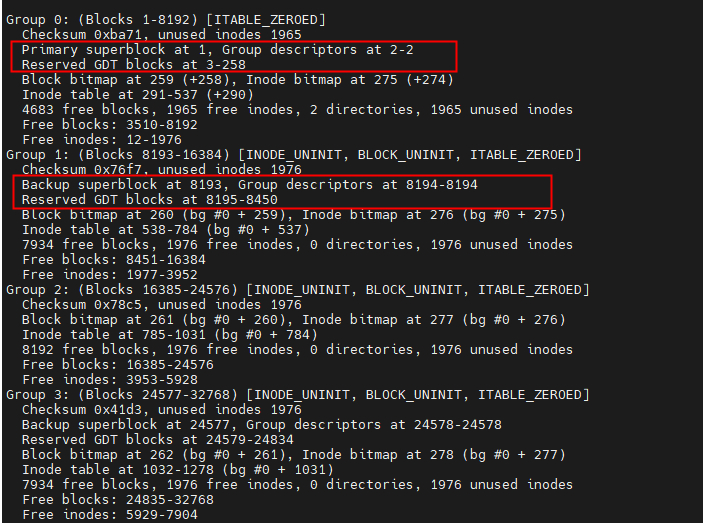 Group 0: (Blocks 1-8192) [ITABLE_ZEROED]
Checksum 0xba71, unused inodes 1965
Primary superblock at 1, Group descriptors at 2-2
Reserved GDT blocks at 3-258
Block bitmap at 259 (+258), Inode bitmap at 275 (+274)
Inode table at 291-537 (+290)
4683 free blocks, 1965 free inodes, 2 directories, 1965 unused inodes
Free blocks: 3510-8192
Free inodes: 12-1976
Group 1: (Blocks 8193-16384) [INODE_UNINIT, BLOCK_UNINIT, ITABLE_ZEROED]
Checksum 0x76f7, unused inodes 1976
Backup superblock at 8193, Group descriptors at 8194-8194
Reserved GDT blocks at 8195-8450
Block bitmap at 260 (bg #0 + 259), Inode bitmap at 276 (bg #0 + 275)
Inode table at 538-784 (bg #0 + 537)
7934 free blocks, 1976 free inodes, 0 directories, 1976 unused inodes
Free blocks: 8451-16384
Free inodes: 1977-3952
Group 2: (Blocks 16385-24576) [INODE_UNINIT, BLOCK_UNINIT, ITABLE_ZEROED]
Checksum 0x78c5, unused inodes 1976
Block bitmap at 261 (bg #0 + 260), Inode bitmap at 277 (bg #0 + 276)
Inode table at 785-1031 (bg #0 + 784)
8192 free blocks, 1976 free inodes, 0 directories, 1976 unused inodes
Free blocks: 16385-24576
Free inodes: 3953-5928
Group 3: (Blocks 24577-32768) [INODE_UNINIT, BLOCK_UNINIT, ITABLE_ZEROED]
Checksum 0x41d3, unused inodes 1976
Backup superblock at 24577, Group descriptors at 24578-24578
Reserved GDT blocks at 24579-24834
Block bitmap at 262 (bg #0 + 261), Inode bitmap at 278 (bg #0 + 277)
Inode table at 1032-1278 (bg #0 + 1031)
7934 free blocks, 1976 free inodes, 0 directories, 1976 unused inodes
Free blocks: 24835-32768
Free inodes: 5929-7904